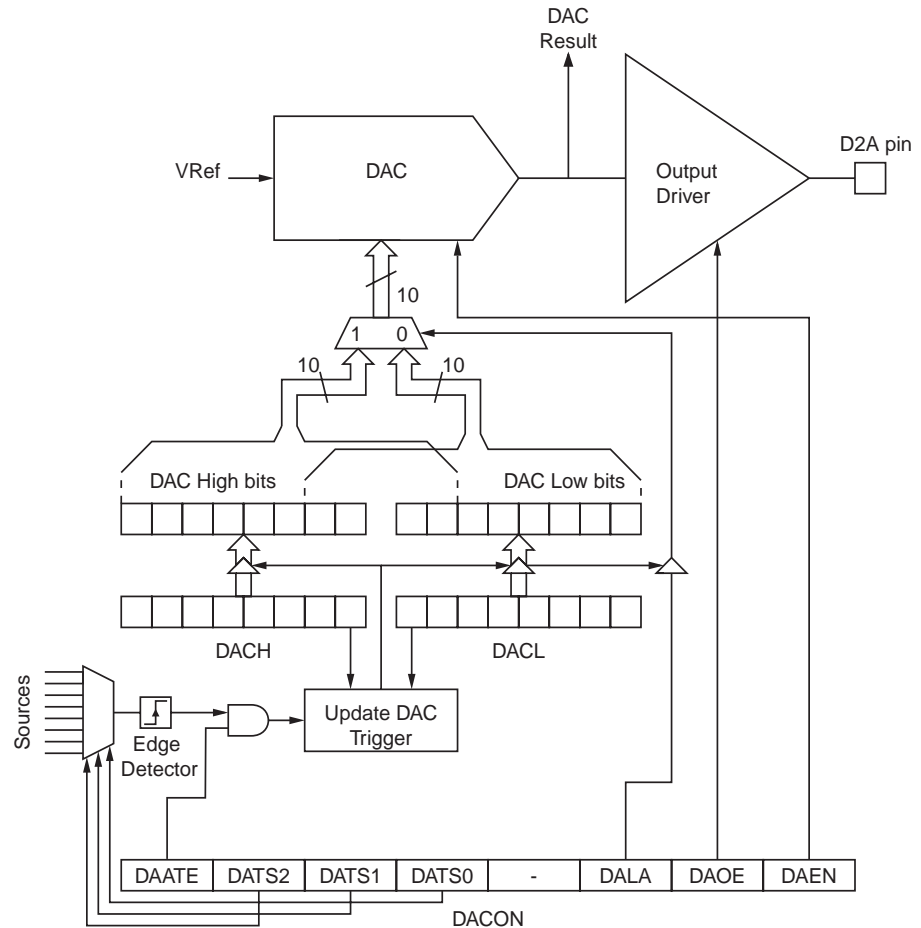 DAC
Result
D2A pin
VRef
DAC
Output
Driver
10
1 0
10
10
DAC High bits
DAC Low bits
DACH
DACL
Sources
Edge
Detector
Update DAC
Trigger
DAATE DATS2 DATS1 DATS0 - DALA DAOE DAEN
DACON